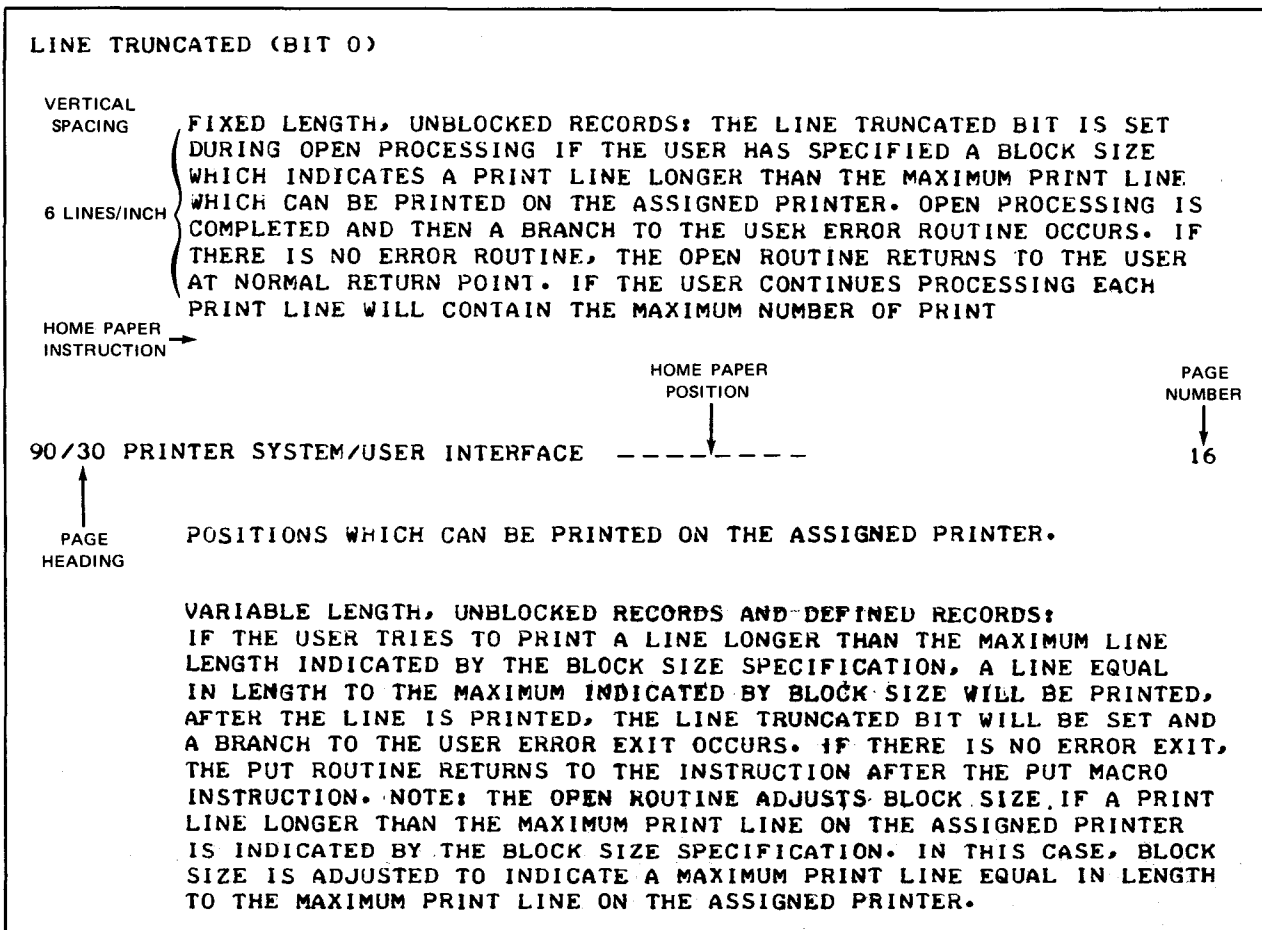 LINE TRUNCATED (BIT 0)
VERTICAL
SPACING
6 LINES/INCH
FIXED LENGTH, UNBLOCKED RECORDS: THE LINE TRUNCATED BIT IS SET
DURING OPEN PROCESSING IF THE USER HAS SPECIFIED A BLOCK SIZE
WHICH INDICATES A PRINT LINE LONGER THAN THE MAXIMUM PRINT LINE
WHICH CAN BE PRINTED ON THE ASSIGNED PRINTER. OPEN PROCESSING IS
COMPLETED AND THEN A BRANCH TO THE USER ERROR ROUTINE OCCURS. IF
THERE IS NO ERROR ROUTINE, THE OPEN ROUTINE RETURNS TO THE USER
AT NORMAL RETURN POINT. IF THE USER CONTINUES PROCESSING EACH
PRINT LINE WILL CONTAIN THE MAXIMUM NUMBER OF PRINT
HOME PAPER
INSTRUCTION
HOME PAPER
POSITION
PAGE
NUMBER
90/30 PRINTER SYSTEM/USER INTERFACE -------- 16
PAGE
HEADING
POSITIONS WHICH CAN BE PRINTED ON THE ASSIGNED PRINTER.
VARIABLE LENGTH, UNBLOCKED RECORDS AND DEFINED RECORDS:
IF THE USER TRIES TO PRINT A LINE LONGER THAN THE MAXIMUM LINE
LENGTH INDICATED BY THE BLOCK SIZE SPECIFICATION, A LINE EQUAL
IN LENGTH TO THE MAXIMUM INDICATED BY BLOCK SIZE WILL BE PRINTED,
AFTER THE LINE IS PRINTED, THE LINE TRUNCATED BIT WILL BE SET AND
A BRANCH TO THE USER ERROR EXIT OCCURS. IF THERE IS NO ERROR EXIT,
THE PUT ROUTINE RETURNS TO THE INSTRUCTION AFTER THE PUT MACRO
INSTRUCTION. NOTE: THE OPEN ROUTINE ADJUSTS BLOCK SIZE IF A PRINT
LINE LONGER THAN THE MAXIMUM PRINT LINE ON THE ASSIGNED PRINTER
IS INDICATED BY THE BLOCK SIZE SPECIFICATION. IN THIS CASE, BLOCK
SIZE IS ADJUSTED TO INDICATE A MAXIMUM PRINT LINE EQUAL IN LENGTH
TO THE MAXIMUM PRINT LINE ON THE ASSIGNED PRINTER.